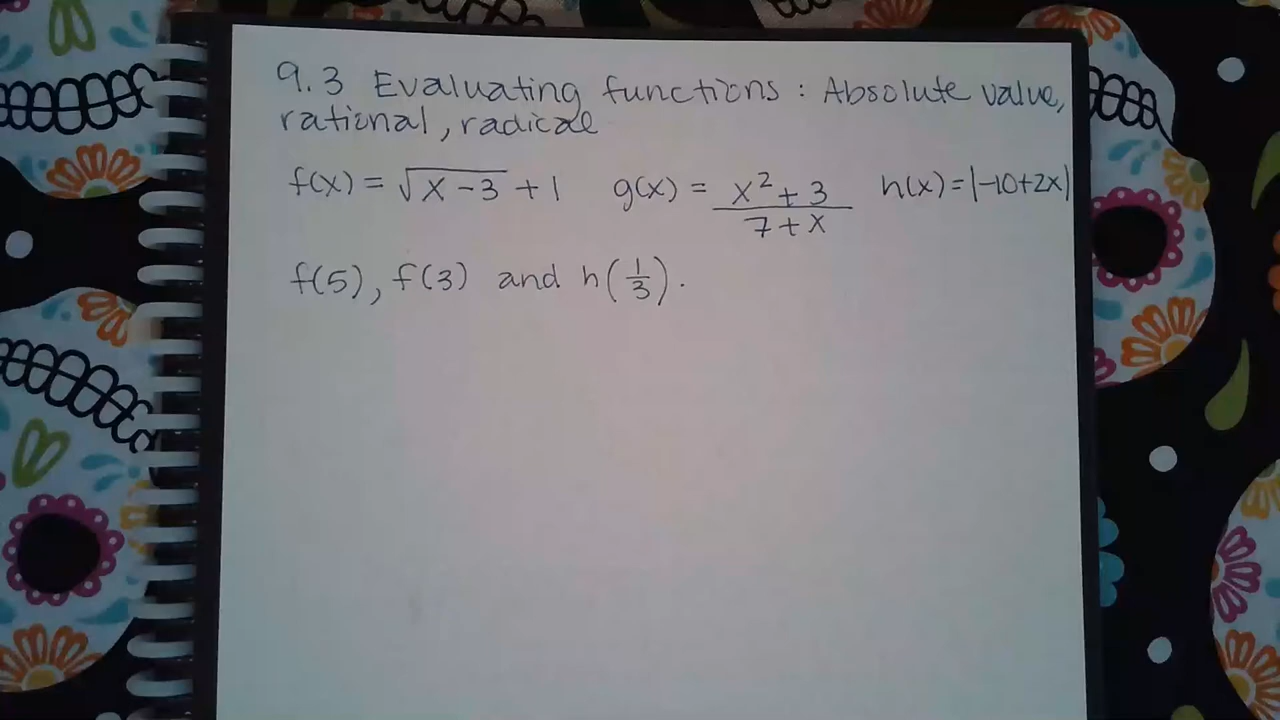 9.3 Evaluating functions : Absolute value,
rational, radical
f(x) = √(x-3) + 1 g(x) = (x² + 3)/(7 + x) h(x) = |-10+2x|
f(5), f(3) and h(1/3).